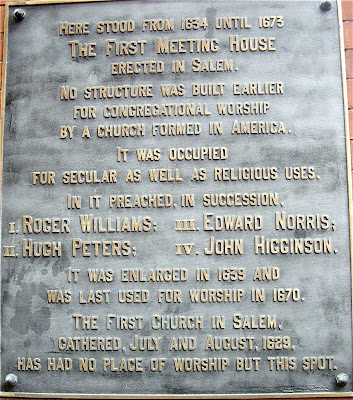 HERE STOOD FROM 1634 UNTIL 1673
THE FIRST MEETING HOUSE
ERECTED IN SALEM.
NO STRUCTURE WAS BUILT EARLIER
FOR CONGREGATIONAL WORSHIP
BY A CHURCH FORMED IN AMERICA.
IT WAS OCCUPIED
FOR SECULAR AS WELL AS RELIGIOUS USES.
IN IT PREACHED, IN SUCCESSION,
I. ROGER WILLIAMS; III. EDWARD NORRIS;
II. HUGH PETERS; IV. JOHN HIGGINSON.
IT WAS ENLARGED IN 1639 AND
WAS LAST USED FOR WORSHIP IN 1670.
THE FIRST CHURCH IN SALEM,
GATHERED, JULY AND AUGUST, 1629,
HAS HAD NO PLACE OF WORSHIP BUT THIS SPOT.